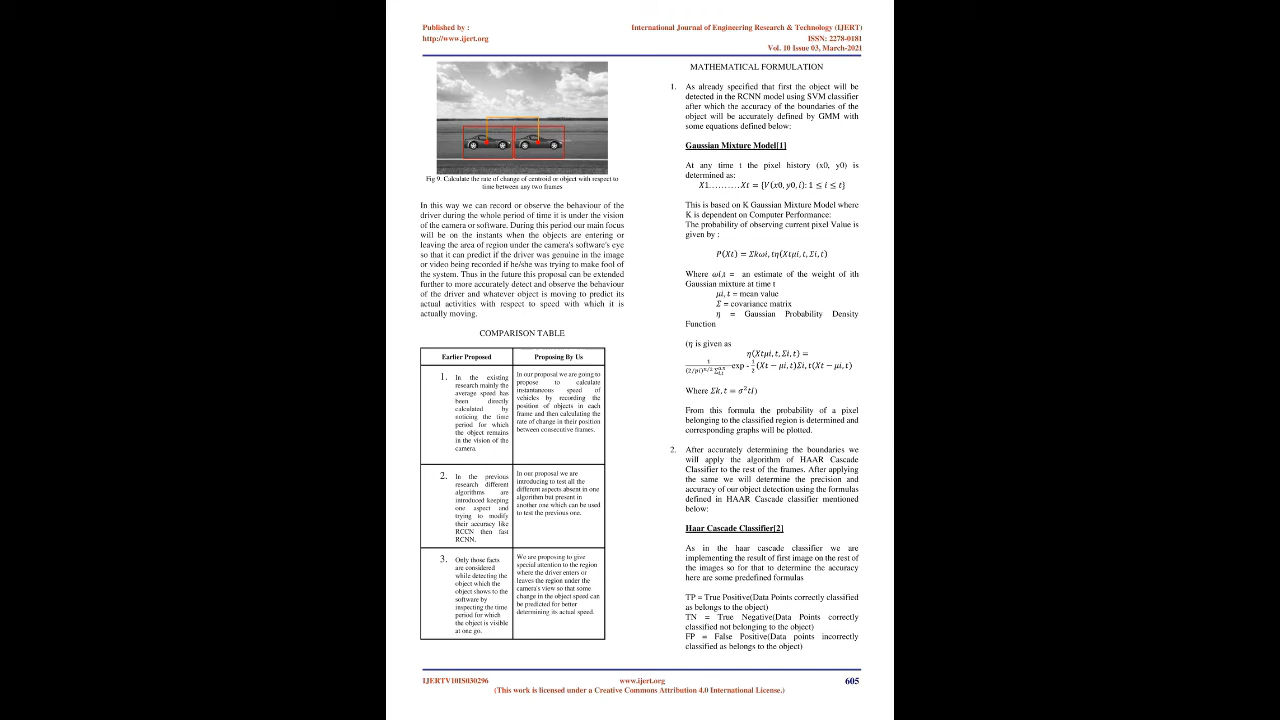 Published by :
http://www.ijert.org
International Journal of Engineering Research & Technology (IJERT)
ISSN: 2278-0181
Vol. 10 Issue 03, March-2021
Fig 9. Calculate the rate of change of centroid or object with respect to
time between any two frames
In this way we can record or observe the behaviour of the
driver during the whole period of time it is under the vision
of the camera or software. During this period our main focus
will be on the instants when the objects are entering or
leaving the area of region under the camera's software's eye
so that it can predict if the driver was genuine in the image
or video being recorded if he/she was trying to make fool of
the system. Thus in the future this proposal can be extended
further to more accurately detect and observe the behaviour
of the driver and whatever object is moving to predict its
actual activities with respect to speed with which it is
actually moving.
COMPARISON TABLE
Earlier Proposed
Proposing By Us
1. In the existing
research mainly the
average speed has
been directly
calculated by
noticing the time
period for which
the object remains
in the vision of the
camera.
In our proposal we are going to
propose to calculate
instantaneous speed of
vehicles by recording the
position of objects in each
frame and then calculating the
rate of change in their position
between consecutive frames.
2. In the previous
research different
algorithms are
introduced keeping
one aspect and
trying to modify
their accuracy like
RCCN then fast
RCNN.
In our proposal we are
introducing to test all the
different aspects absent in one
algorithm but present in
another one which can be used
to test the previous one.
3. Only those facts
are considered
while detecting the
object which the
object shows to the
software by
inspecting the time
period for which
the object is visible
at one go.
We are proposing to give
special attention to the region
where the driver enters or
leaves the region under the
camera's view so that some
change in the object speed can
be predicted for better
determining its actual speed.
MATHEMATICAL FORMULATION
1. As already specified that first the object will be
detected in the RCNN model using SVM classifier
after which the accuracy of the boundaries of the
object will be accurately defined by GMM with
some equations defined below:
Gaussian Mixture Model[1]
At any time t the pixel history (x0, y0) is
determined as:
X1..........Xt = {V(x0, y0, i): 1 ≤ i ≤ t}
This is based on K Gaussian Mixture Model where
K is dependent on Computer Performance:
The probability of observing current pixel Value is
given by :
P(Xt) = Σkωi, tη(Xtμi, t, Σi, t)
Where ωi,t = an estimate of the weight of ith
Gaussian mixture at time t
μi, t = mean value
Σ = covariance matrix
η = Gaussian Probability Density
Function
(η is given as
η(Xtμi, t, Σi, t) =
exp - 1/2 (Xt − μi, t)Σi, t(Xt − μi, t)
Where Σk, t = σ²tI)
From this formula the probability of a pixel
belonging to the classified region is determined and
corresponding graphs will be plotted.
2. After accurately determining the boundaries we
will apply the algorithm of HAAR Cascade
Classifier to the rest of the frames. After applying
the same we will determine the precision and
accuracy of our object detection using the formulas
defined in HAAR Cascade classifier mentioned
below:
Haar Cascade Classifier[2]
As in the haar cascade classifier we are
implementing the result of first image on the rest of
the images so for that to determine the accuracy
here are some predefined formulas
TP = True Positive(Data Points correctly classified
as belongs to the object)
TN = True Negative(Data Points correctly
classified not belonging to the object)
FP = False Positive(Data points incorrectly
classified as belongs to the object)
IJERTV10IS030296
www.ijert.org
605
(This work is licensed under a Creative Commons Attribution 4.0 International License.)